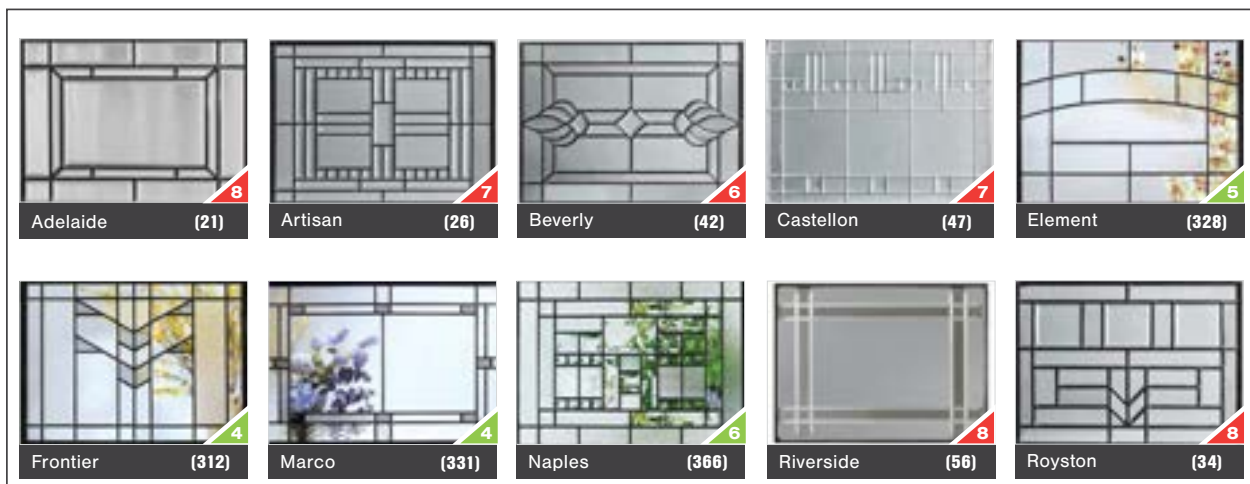 8
Adelaide (21)
7
Artisan (26)
6
Beverly (42)
7
Castellon (47)
5
Element (328)
4
Frontier (312)
4
Marco (331)
6
Naples (366)
8
Riverside (56)
8
Royston (34)